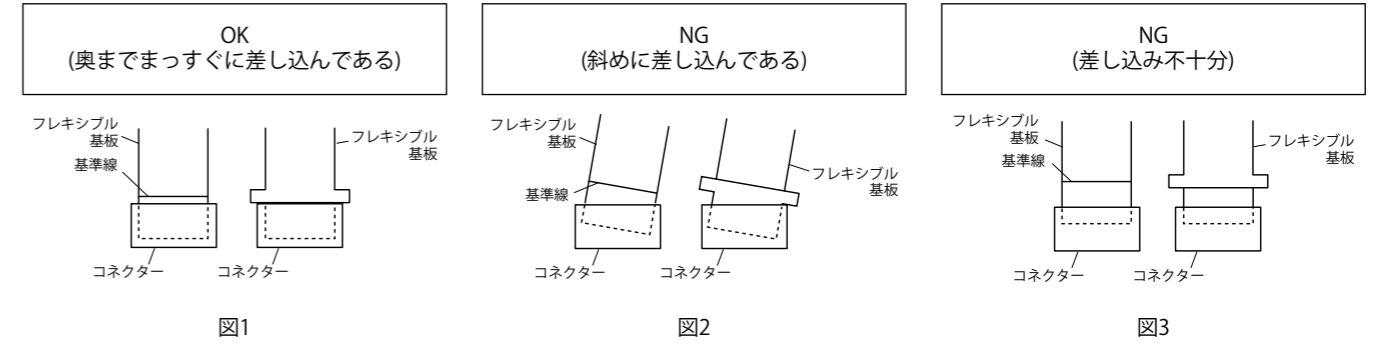 OK
(奥までまっすぐに差し込んである)
フレキシブル
基板
基準線
フレキシブル
基板
コネクター
コネクター
図1
NG
(斜めに差し込んである)
フレキシブル
基板
基準線
フレキシブル
基板
コネクター
コネクター
図2
NG
(差し込み不十分)
フレキシブル
基板
基準線
フレキシブル
基板
コネクター
コネクター
図3